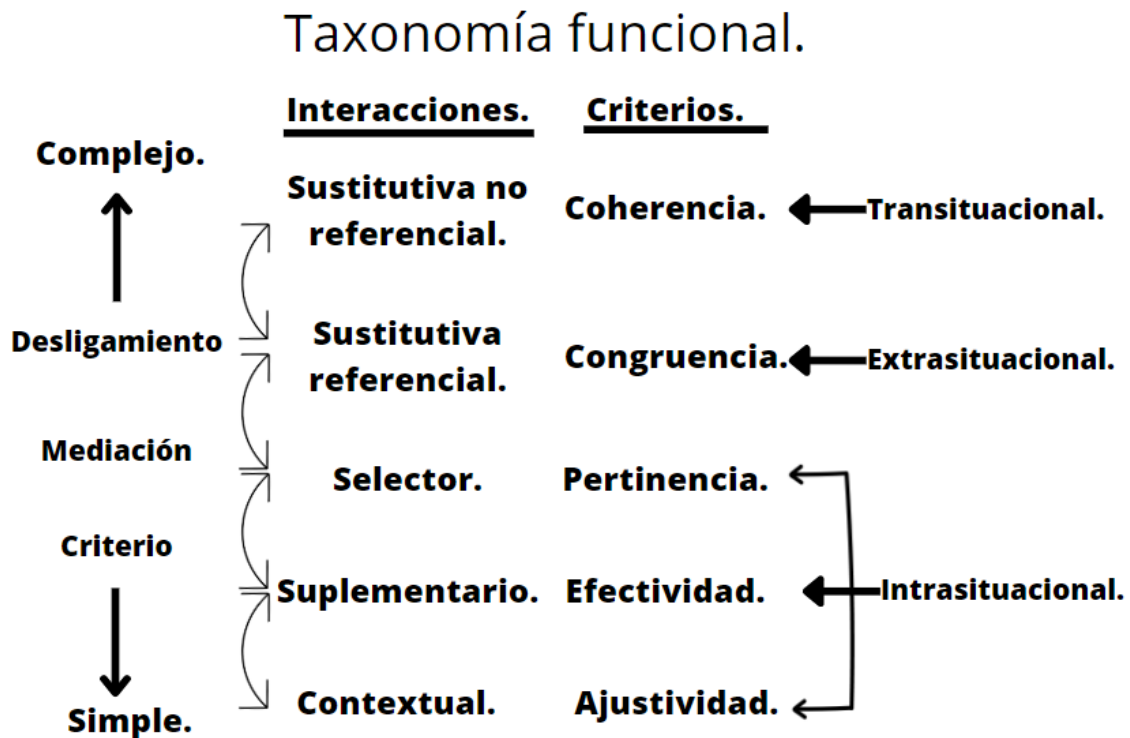 Taxonomía funcional.
Interacciones. Criterios.
Complejo.
Sustitutiva no
referencial.
Coherencia. Transituacional.
Desligamiento
Sustitutiva
referencial.
Congruencia. Extrasituacional.
Mediación
Selector. Pertinencia.
Criterio
Suplementario. Efectividad. Intrasituacional.
Contextual. Ajustividad.
Simple.